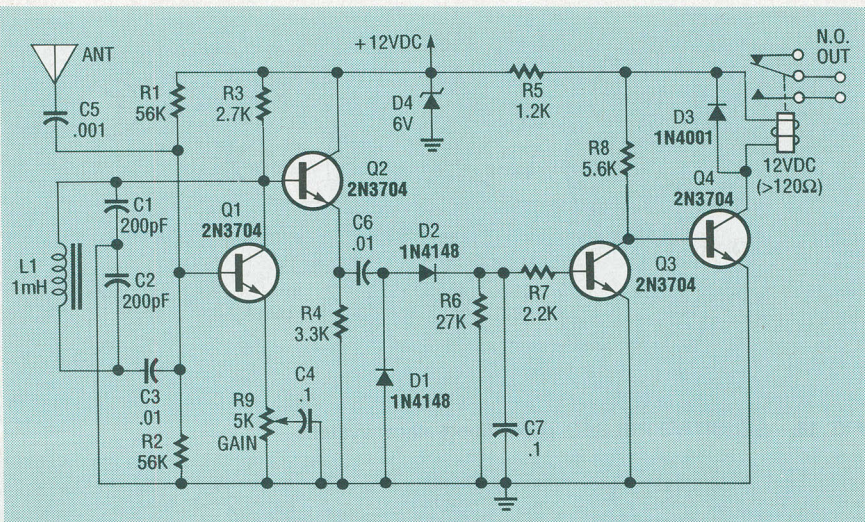 ANT
C5
.001
R1
56K
R3
2.7K
+12VDC
D4
6V
R5
1.2K
N.O.
OUT
D3
1N4001
12VDC
(>120Ω)
R8
5.6K
Q4
2N3704
Q2
2N3704
C1
200pF
Q1
2N3704
C6
.01
D2
1N4148
L1
1mH
C2
200pF
R4
3.3K
R6
27K
R7
2.2K
Q3
2N3704
C3
.01
R9
5K
GAIN
C4
.1
D1
1N4148
C7
.1
R2
56K